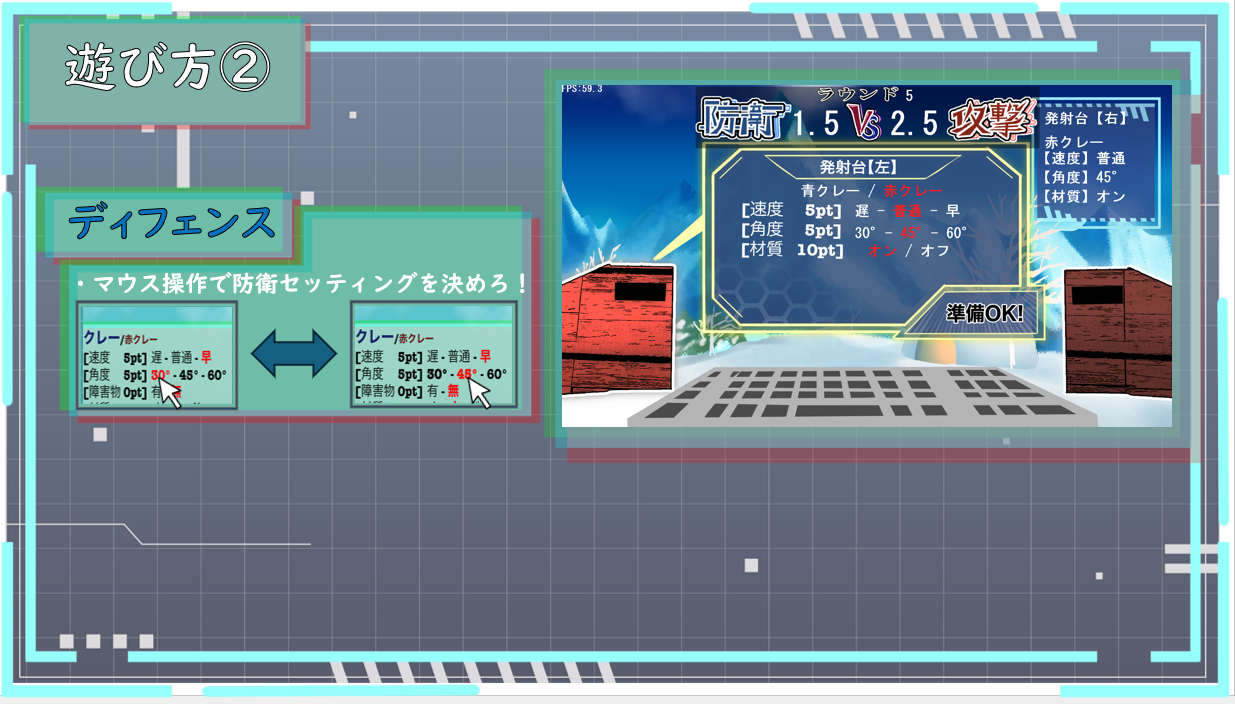 遊び方②
ディフェンス
・マウス操作で防衛セッティングを決めろ！
クレー/赤クレー
[速度 5pt] 遅 - 普通 - 早
[角度 5pt] 30° - 45° - 60°
[障害物 0pt] 有
クレー/赤クレー
[速度 5pt] 遅 - 普通 - 早
[角度 5pt] 30° - 45° - 60°
[障害物 0pt] 有 - 無
FPS:59.3
ラウンド 5
防衛 1.5 VS 2.5 攻撃
発射台【左】
青クレー / 赤クレー
[速度 5pt] 遅 - 普通 - 早
[角度 5pt] 30° - 45° - 60°
[材質 10pt] オン / オフ
準備OK!
発射台【右】
赤クレー
【速度】普通
【角度】45°
【材質】オン